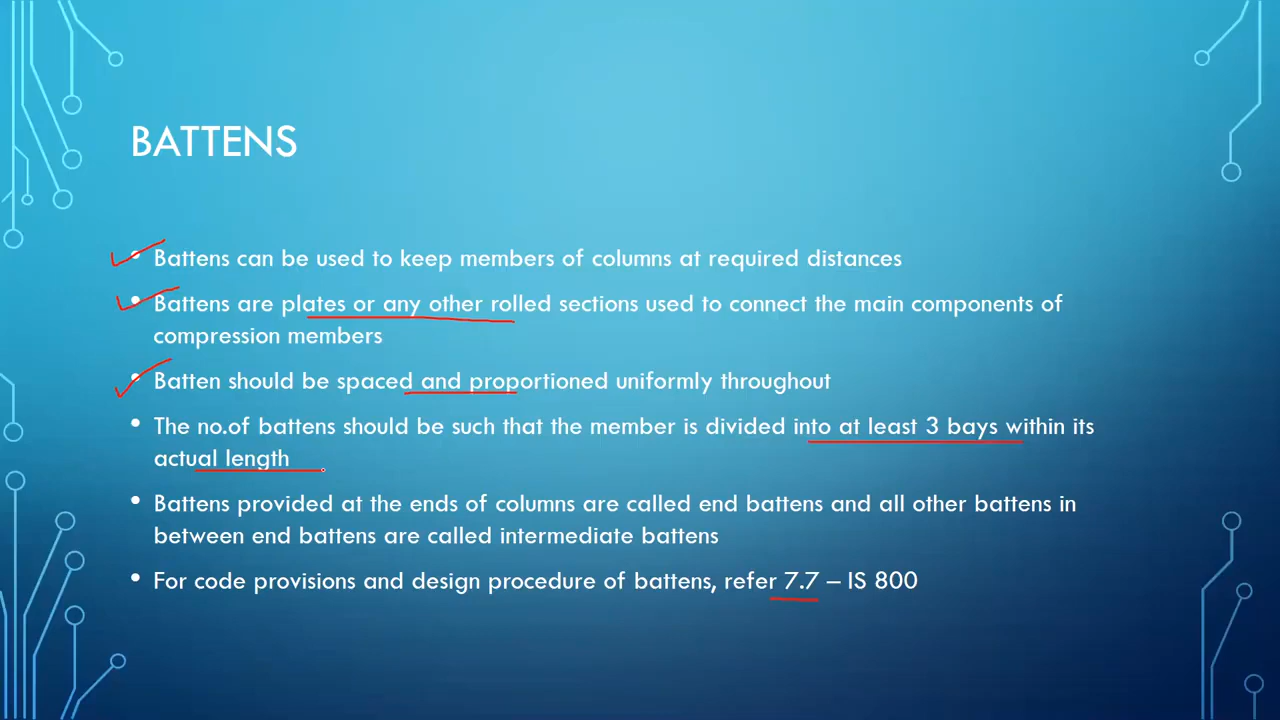 BATTENS
• Battens can be used to keep members of columns at required distances
• Battens are plates or any other rolled sections used to connect the main components of
compression members
• Batten should be spaced and proportioned uniformly throughout
• The no.of battens should be such that the member is divided into at least 3 bays within its
actual length
• Battens provided at the ends of columns are called end battens and all other battens in
between end battens are called intermediate battens
• For code provisions and design procedure of battens, refer 7.7 – IS 800